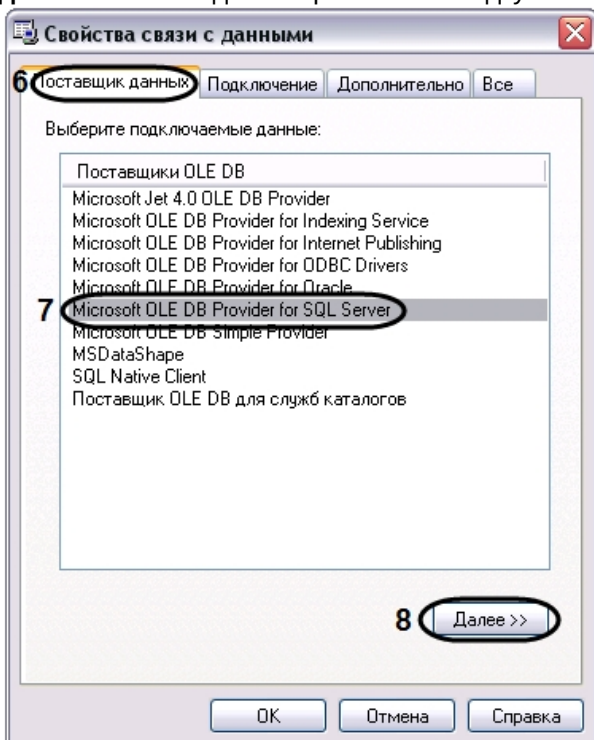 Свойства связи с данными
6 Поставщик данных Подключение Дополнительно Все
Выберите подключаемые данные:
Поставщики OLE DB
Microsoft Jet 4.0 OLE DB Provider
Microsoft OLE DB Provider for Indexing Service
Microsoft OLE DB Provider for Internet Publishing
Microsoft OLE DB Provider for ODBC Drivers
Microsoft OLE DB Provider for Oracle
7 Microsoft OLE DB Provider for SQL Server
Microsoft OLE DB Simple Provider
MSDataShape
SQL Native Client
Поставщик OLE DB для служб каталогов
8 Далее >>
OK Отмена Справка